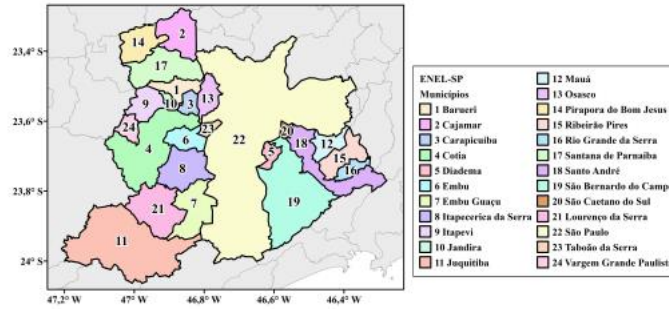 23,4° S
23,6° S
23,8° S
24° S
47,2° W
47° W
46,8° W
46,6° W
46,4° W
14
2
17
1
9
10
3
13
24
4
23
6
8
22
20
5
18
12
15
16
19
21
7
11
ENEL-SP
Municípios
1 Barueri
2 Cajamar
3 Carapicuiba
4 Cotia
5 Diadema
6 Embu
7 Embu Guaçu
8 Itapecerica da Serra
9 Itapevi
10 Jandira
11 Juquitiba
12 Mauá
13 Osasco
14 Pirapora do Bom Jesus
15 Ribeirão Pires
16 Rio Grande da Serra
17 Santana de Parnaíba
18 Santo André
19 São Bernardo do Camp
20 São Caetano do Sul
21 Lourenço da Serra
22 São Paulo
23 Taboão da Serra
24 Vargem Grande Paulist